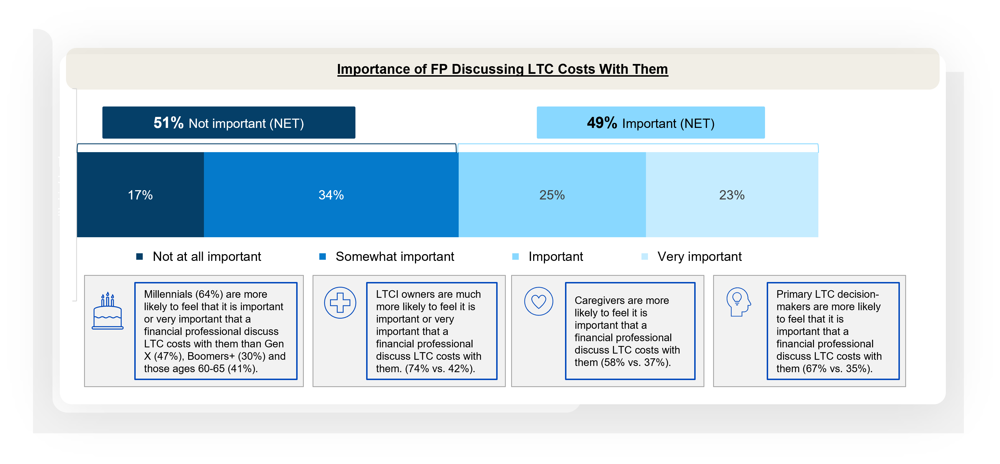 Importance of FP Discussing LTC Costs With Them
51% Not important (NET)
49% Important (NET)
17%
34%
25%
23%
Not at all important
Somewhat important
Important
Very important
Millennials (64%) are more
likely to feel that it is important
or very important that a
financial professional discuss
LTC costs with them than Gen
X (47%), Boomers+ (30%) and
those ages 60-65 (41%).
LTCI owners are much
more likely to feel it is
important or very
important that a
financial professional
discuss LTC costs with
them. (74% vs. 42%).
Caregivers are more
likely to feel it is
important that a
financial professional
discuss LTC costs with
them (58% vs. 37%).
Primary LTC decision-
makers are more likely
to feel that it is
important that a
financial professional
discuss LTC costs with
them (67% vs. 35%).